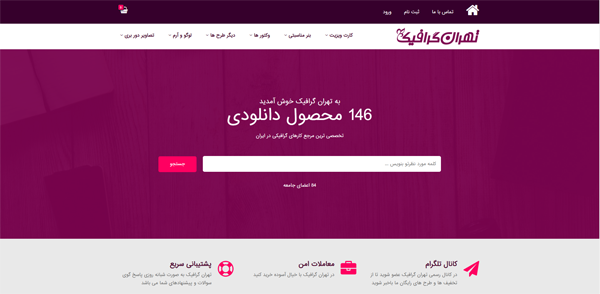 تماس با ما
ثبت نام
ورود
تهران گرافیک
کارت ویزیت
بنر مناسبتی
وکتور ها
دیگر طرح ها
لوگو و آرم
تصاویر دور بری
به تهران گرافیک خوش آمدید
146 محصول دانلودی
تخصصی ترین مرجع کارهای گرافیکی در ایران
کلمه مورد نظرتو بنویس ...
جستجو
84 اعضای جامعه
کانال تلگرام
در کانال رسمی تهران گرافیک عضو شوید تا از
تخفیف ها و طرح های رایگان ما باخبر شوید
معاملات امن
در تهران گرافیک با خیال آسوده خرید کنید
پشتیبانی سریع
تهران گرافیک به صورت شبانه روزی پاسخ گوی
سوالات و پیشنهادهای شما می باشد